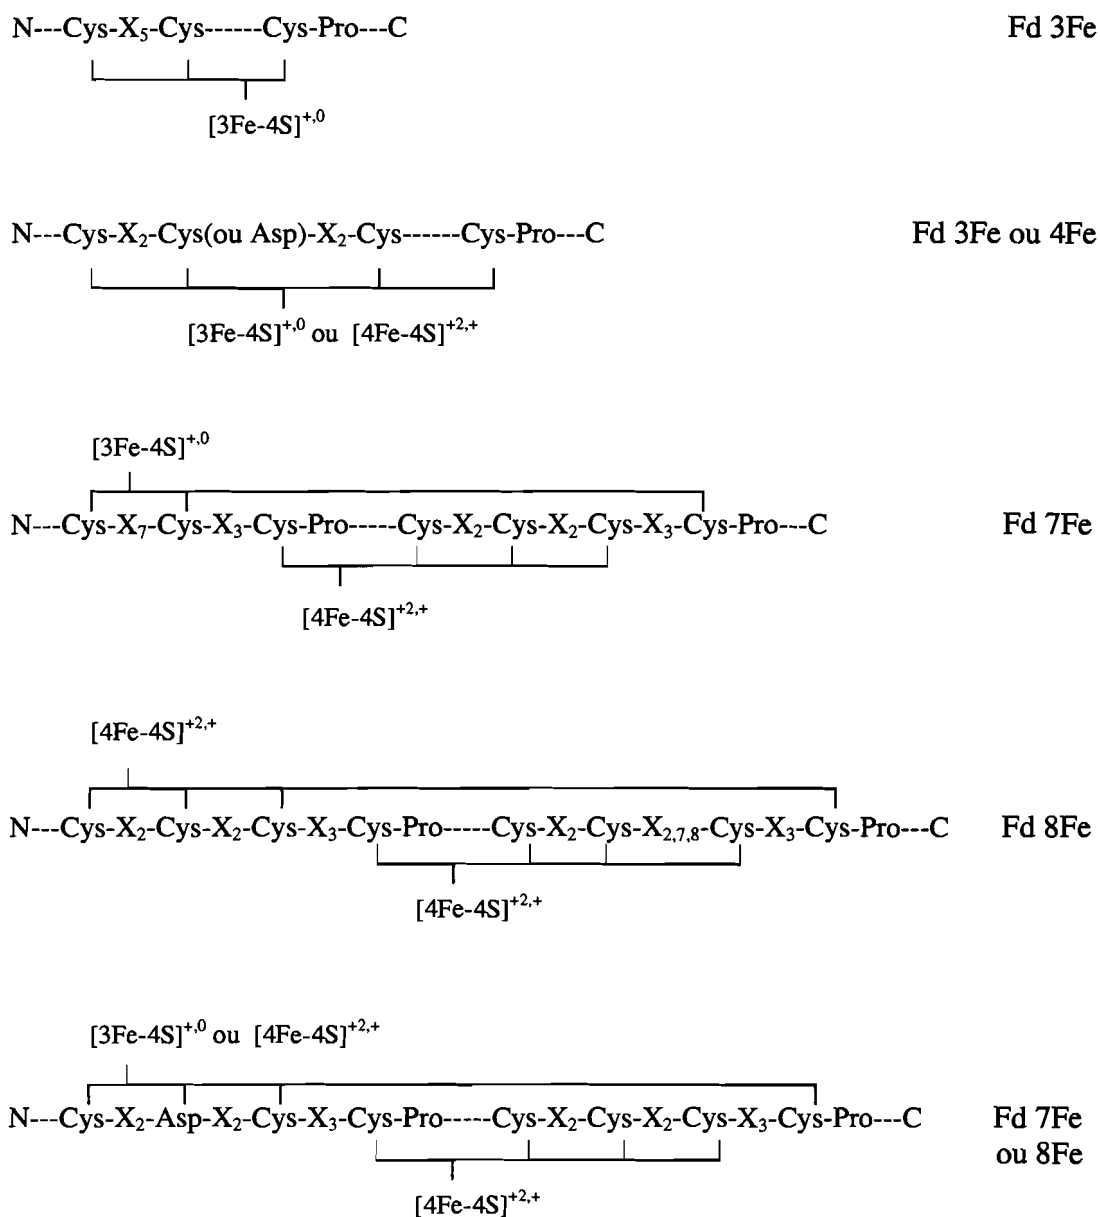 N---Cys-X₅-Cys------Cys-Pro---C Fd 3Fe
[3Fe-4S]⁺,⁰
N---Cys-X₂-Cys(ou Asp)-X₂-Cys------Cys-Pro---C Fd 3Fe ou 4Fe
[3Fe-4S]⁺,⁰ ou [4Fe-4S]⁺²,⁺
[3Fe-4S]⁺,⁰
N---Cys-X₇-Cys-X₃-Cys-Pro-----Cys-X₂-Cys-X₂-Cys-X₃-Cys-Pro---C Fd 7Fe
[4Fe-4S]⁺²,⁺
[4Fe-4S]⁺²,⁺
N---Cys-X₂-Cys-X₂-Cys-X₃-Cys-Pro-----Cys-X₂-Cys-X₂,₇,₈-Cys-X₃-Cys-Pro---C Fd 8Fe
[4Fe-4S]⁺²,⁺
[3Fe-4S]⁺,⁰ ou [4Fe-4S]⁺²,⁺
N---Cys-X₂-Asp-X₂-Cys-X₃-Cys-Pro-----Cys-X₂-Cys-X₂-Cys-X₃-Cys-Pro---C Fd 7Fe
ou 8Fe
[4Fe-4S]⁺²,⁺